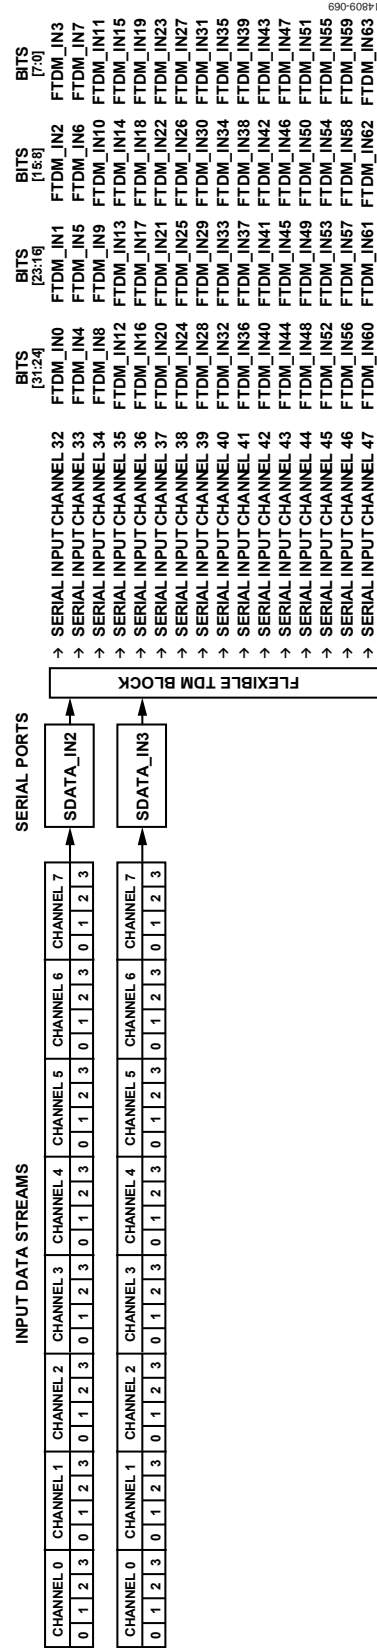 INPUT DATA STREAMS
CHANNEL 0 CHANNEL 1 CHANNEL 2 CHANNEL 3 CHANNEL 4 CHANNEL 5 CHANNEL 6 CHANNEL 7
0 1 2 3 0 1 2 3 0 1 2 3 0 1 2 3 0 1 2 3 0 1 2 3 0 1 2 3 0 1 2 3
CHANNEL 0 CHANNEL 1 CHANNEL 2 CHANNEL 3 CHANNEL 4 CHANNEL 5 CHANNEL 6 CHANNEL 7
0 1 2 3 0 1 2 3 0 1 2 3 0 1 2 3 0 1 2 3 0 1 2 3 0 1 2 3 0 1 2 3
SERIAL PORTS
SDATA_IN2
SDATA_IN3
FLEXIBLE TDM BLOCK
BITS BITS BITS BITS
[31:24] [23:16] [15:8] [7:0]
→ SERIAL INPUT CHANNEL 32 FTDM_IN0 FTDM_IN1 FTDM_IN2 FTDM_IN3
→ SERIAL INPUT CHANNEL 33 FTDM_IN4 FTDM_IN5 FTDM_IN6 FTDM_IN7
→ SERIAL INPUT CHANNEL 34 FTDM_IN8 FTDM_IN9 FTDM_IN10 FTDM_IN11
→ SERIAL INPUT CHANNEL 35 FTDM_IN12 FTDM_IN13 FTDM_IN14 FTDM_IN15
→ SERIAL INPUT CHANNEL 36 FTDM_IN16 FTDM_IN17 FTDM_IN18 FTDM_IN19
→ SERIAL INPUT CHANNEL 37 FTDM_IN20 FTDM_IN21 FTDM_IN22 FTDM_IN23
→ SERIAL INPUT CHANNEL 38 FTDM_IN24 FTDM_IN25 FTDM_IN26 FTDM_IN27
→ SERIAL INPUT CHANNEL 39 FTDM_IN28 FTDM_IN29 FTDM_IN30 FTDM_IN31
→ SERIAL INPUT CHANNEL 40 FTDM_IN32 FTDM_IN33 FTDM_IN34 FTDM_IN35
→ SERIAL INPUT CHANNEL 41 FTDM_IN36 FTDM_IN37 FTDM_IN38 FTDM_IN39
→ SERIAL INPUT CHANNEL 42 FTDM_IN40 FTDM_IN41 FTDM_IN42 FTDM_IN43
→ SERIAL INPUT CHANNEL 43 FTDM_IN44 FTDM_IN45 FTDM_IN46 FTDM_IN47
→ SERIAL INPUT CHANNEL 44 FTDM_IN48 FTDM_IN49 FTDM_IN50 FTDM_IN51
→ SERIAL INPUT CHANNEL 45 FTDM_IN52 FTDM_IN53 FTDM_IN54 FTDM_IN55
→ SERIAL INPUT CHANNEL 46 FTDM_IN56 FTDM_IN57 FTDM_IN58 FTDM_IN59
→ SERIAL INPUT CHANNEL 47 FTDM_IN60 FTDM_IN61 FTDM_IN62 FTDM_IN63
14809-069